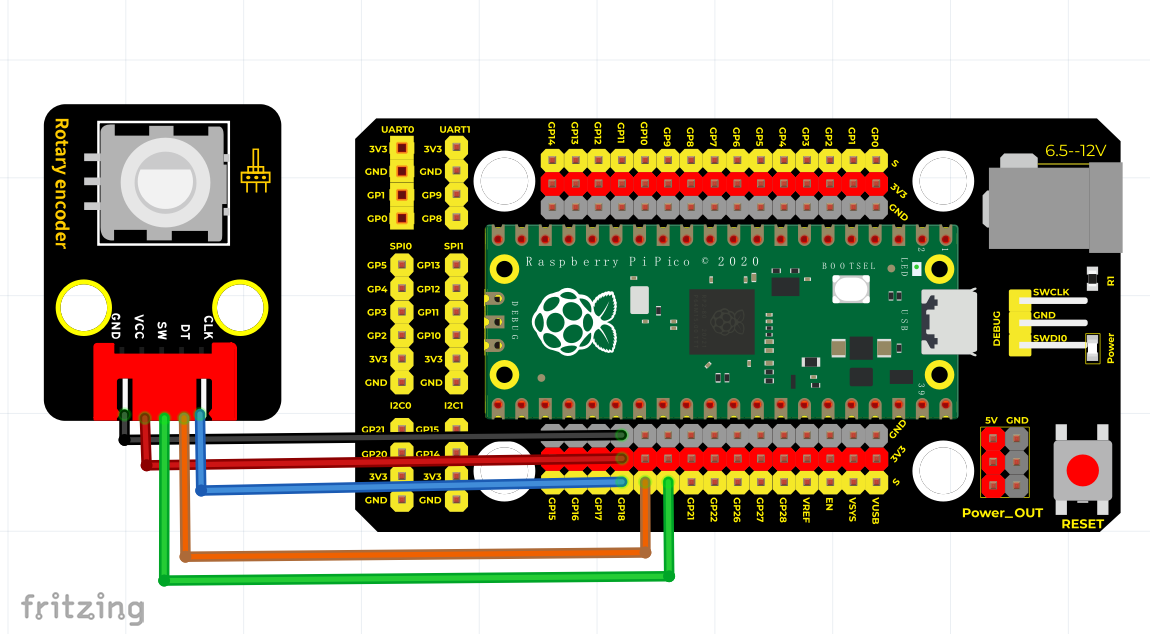 Rotary encoder
GND
VCC
SW
DT
CLK
UART0
3V3
GND
GP1
GP0
UART1
3V3
GND
GP9
GP8
SPI0
GP5
GP4
GP3
GP2
3V3
GND
SPI1
GP13
GP12
GP11
GP10
3V3
GND
I2C0
GP21
GP20
3V3
GND
I2C1
GP15
GP14
3V3
GND
GP14
GP13
GP12
GP11
GP10
GP9
GP8
GP7
GP6
GP5
GP4
GP3
GP2
GP1
GP0
S
3V3
GND
Raspberry Pi Pico © 2020
BOOTSEL
LED
USB
DEBUG
2
1
39
GND
3V3
S
GP15
GP16
GP17
GP18
GP21
GP22
GP26
GP27
GP28
VREF
EN
VSYS
VUSB
6.5--12V
R1
SWCLK
GND
SWDI0
DEBUG
Power
5V
GND
Power_OUT
RESET
fritzing